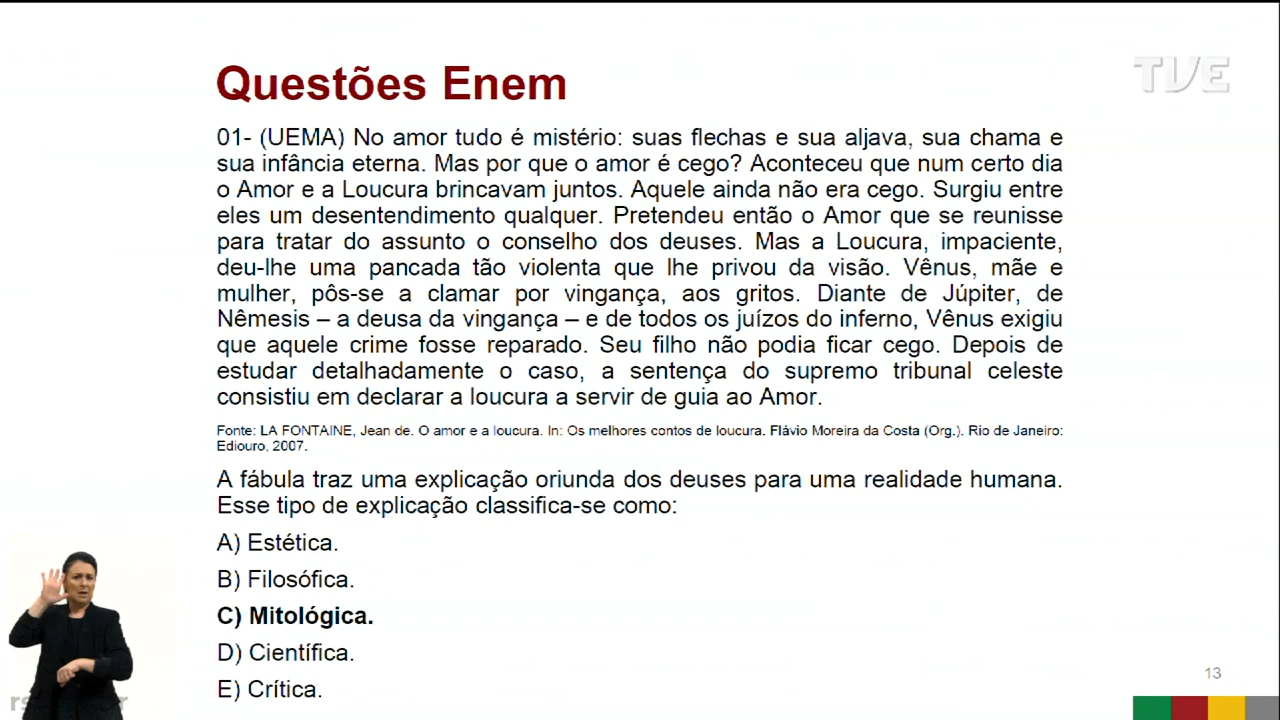 TVE
Questões Enem
01- (UEMA) No amor tudo é mistério: suas flechas e sua aljava, sua chama e
sua infância eterna. Mas por que o amor é cego? Aconteceu que num certo dia
o Amor e a Loucura brincavam juntos. Aquele ainda não era cego. Surgiu entre
eles um desentendimento qualquer. Pretendeu então o Amor que se reunisse
para tratar do assunto o conselho dos deuses. Mas a Loucura, impaciente,
deu-lhe uma pancada tão violenta que lhe privou da visão. Vênus, mãe e
mulher, pôs-se a clamar por vingança, aos gritos. Diante de Júpiter, de
Nêmesis – a deusa da vingança – e de todos os juízos do inferno, Vênus exigiu
que aquele crime fosse reparado. Seu filho não podia ficar cego. Depois de
estudar detalhadamente o caso, a sentença do supremo tribunal celeste
consistiu em declarar a loucura a servir de guia ao Amor.
Fonte: LA FONTAINE, Jean de. O amor e a loucura. In: Os melhores contos de loucura. Flávio Moreira da Costa (Org.). Rio de Janeiro:
Ediouro, 2007.
A fábula traz uma explicação oriunda dos deuses para uma realidade humana.
Esse tipo de explicação classifica-se como:
A) Estética.
B) Filosófica.
C) Mitológica.
D) Científica.
E) Crítica.
13